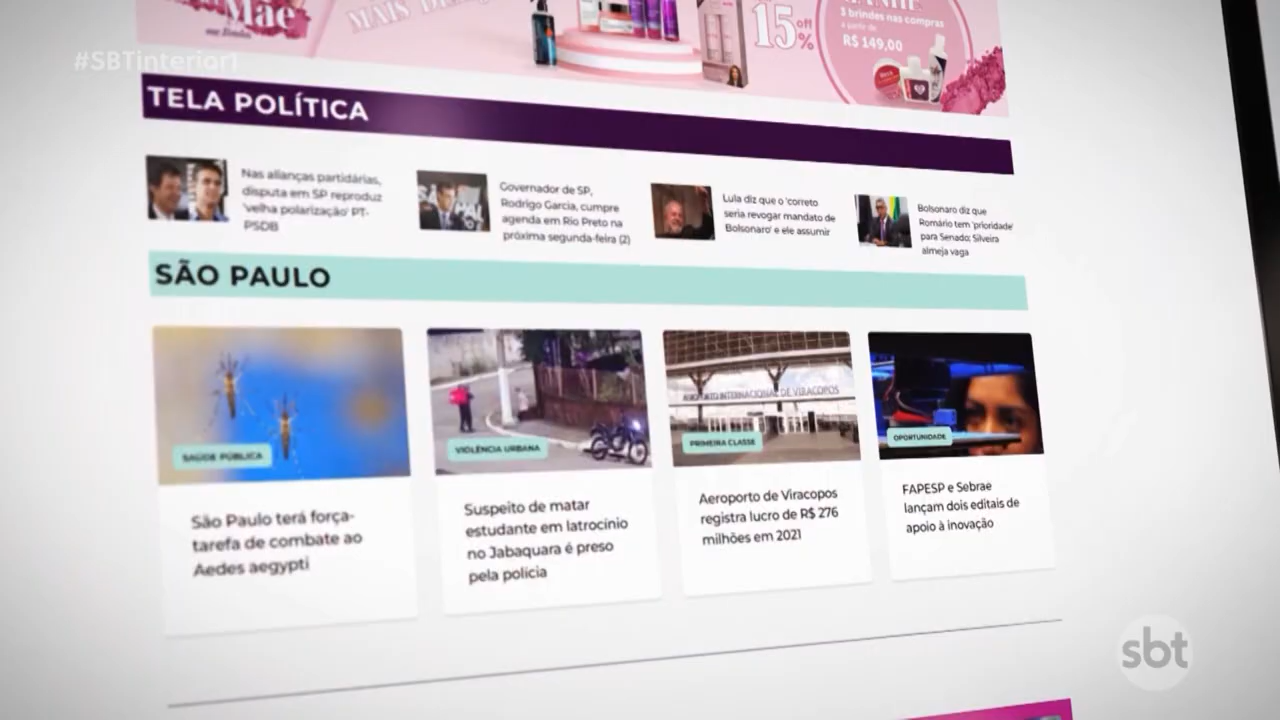 #SBTinterior1
Mãe
15%
off
3 brindes nas compras
a partir de
R$ 149,00
TELA POLÍTICA
Nas alianças partidárias,
disputa em SP reproduz
'velha polarização' PT-
PSDB
Governador de SP,
Rodrigo Garcia, cumpre
agenda em Rio Preto na
próxima segunda-feira (2)
Lula diz que o 'correto
seria revogar mandato de
Bolsonaro' e ele assumir
Bolsonaro diz que
Romário tem 'prioridade'
para Senado; Silveira
almeja vaga
SÃO PAULO
SAÚDE PÚBLICA
São Paulo terá força-
tarefa de combate ao
Aedes aegypti
VIOLÊNCIA URBANA
Suspeito de matar
estudante em latrocínio
no Jabaquara é preso
pela polícia
AEROPORTO INTERNACIONAL DE VIRACOPOS
PRIMEIRA CLASSE
Aeroporto de Viracopos
registra lucro de R$ 276
milhões em 2021
OPORTUNIDADE
FAPESP e Sebrae
lançam dois editais de
apoio à inovação
sbt